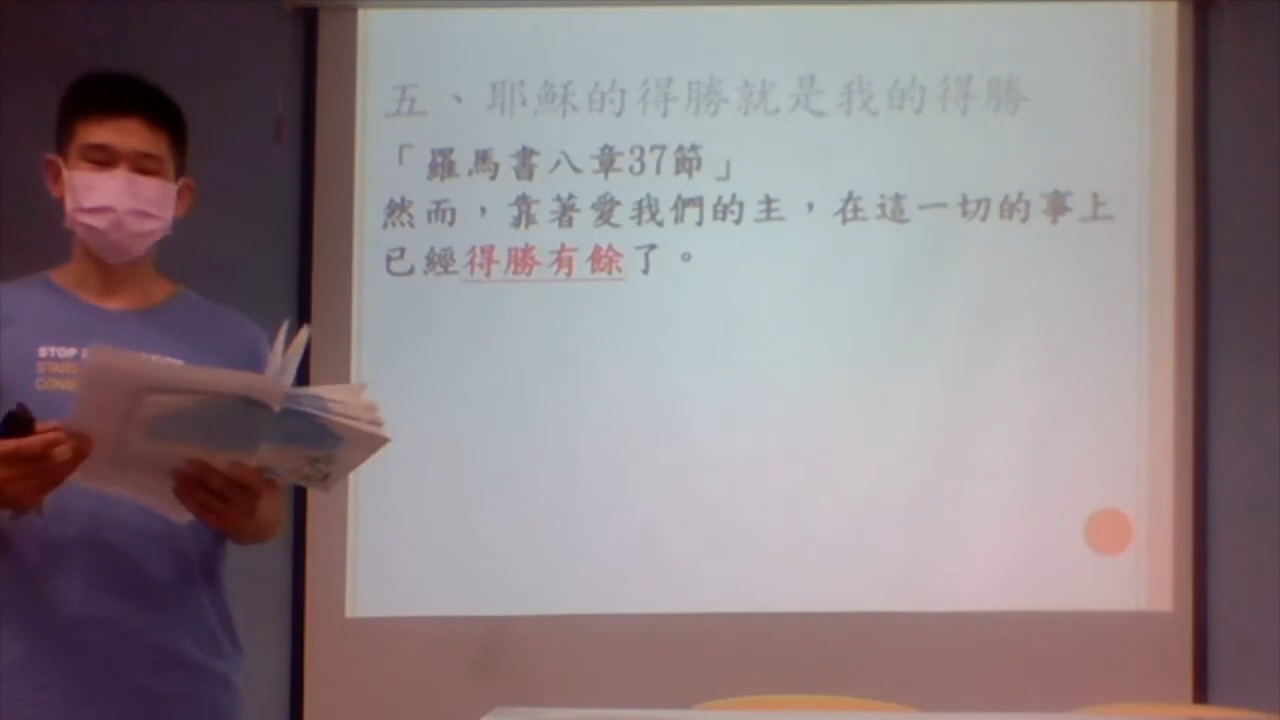 五、耶穌的得勝就是我的得勝
「羅馬書八章37節」
然而，靠著愛我們的主，在這一切的事上
已經得勝有餘了。
STOP